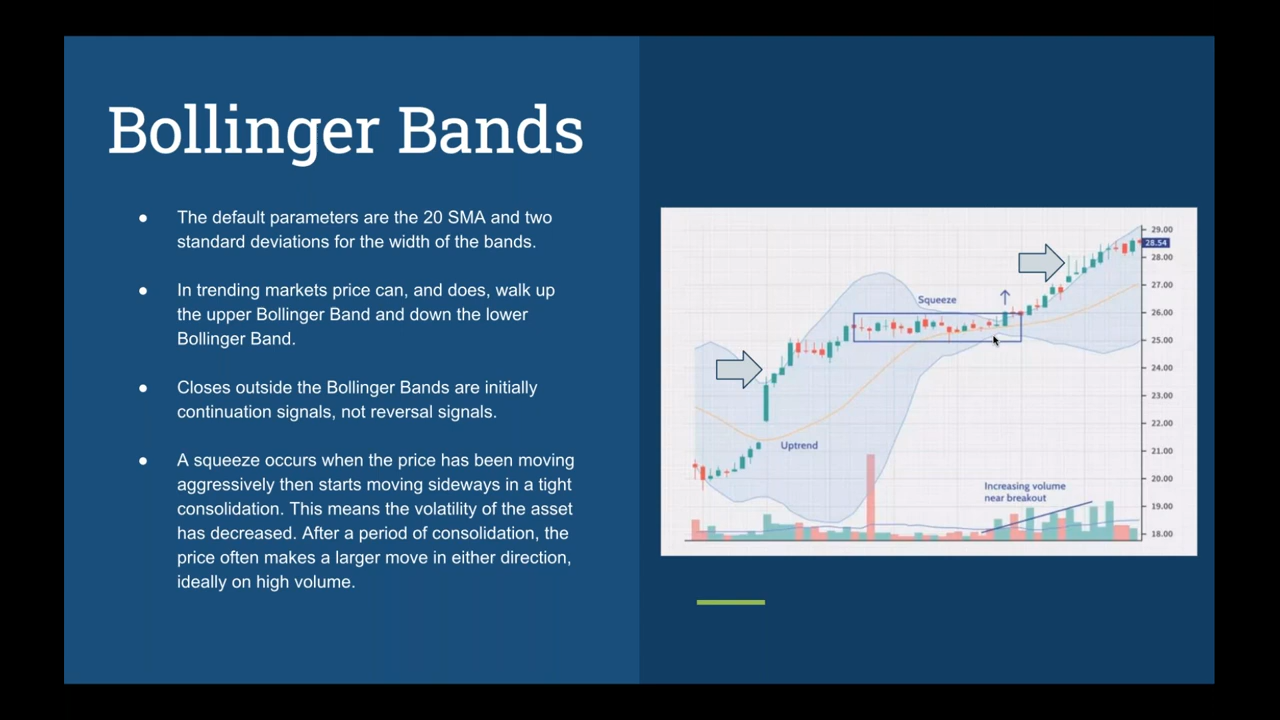 Bollinger Bands
● The default parameters are the 20 SMA and two
standard deviations for the width of the bands.
● In trending markets price can, and does, walk up
the upper Bollinger Band and down the lower
Bollinger Band.
● Closes outside the Bollinger Bands are initially
continuation signals, not reversal signals.
● A squeeze occurs when the price has been moving
aggressively then starts moving sideways in a tight
consolidation. This means the volatility of the asset
has decreased. After a period of consolidation, the
price often makes a larger move in either direction,
ideally on high volume.
Squeeze
Uptrend
Increasing volume
near breakout
29.00
28.54
28.00
27.00
26.00
25.00
24.00
23.00
22.00
21.00
20.00
19.00
18.00